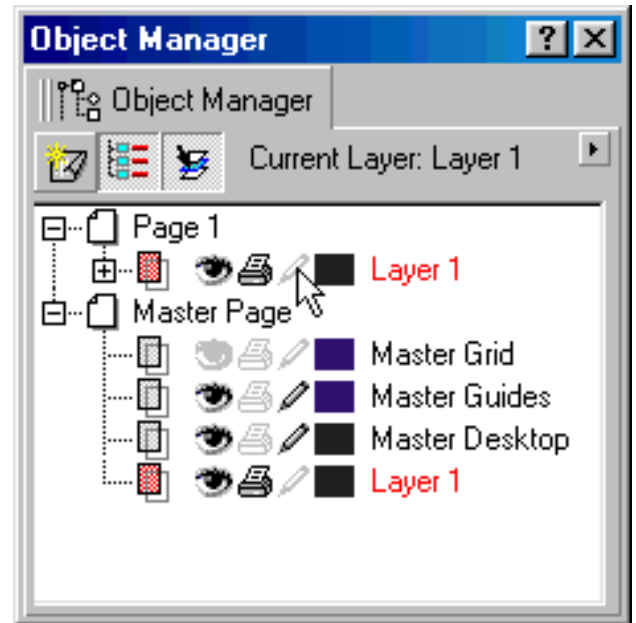 Object Manager
Object Manager
Current Layer: Layer 1
Page 1
Layer 1
Master Page
Master Grid
Master Guides
Master Desktop
Layer 1